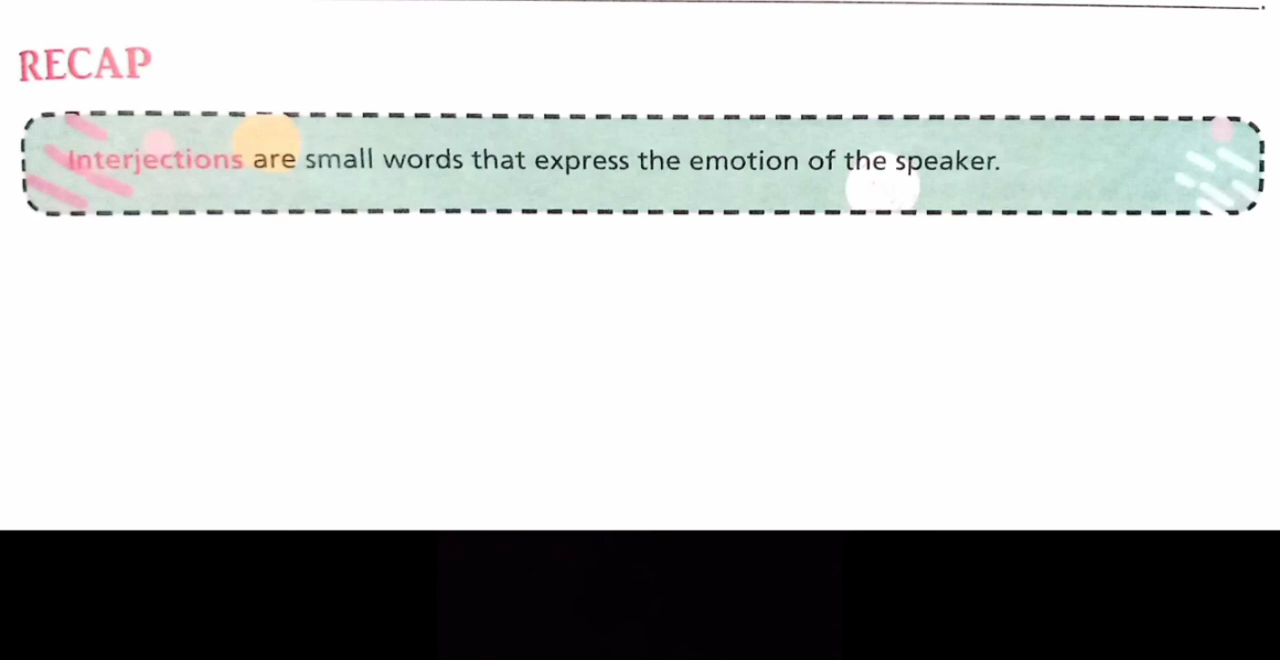 RECAP
Interjections are small words that express the emotion of the speaker.